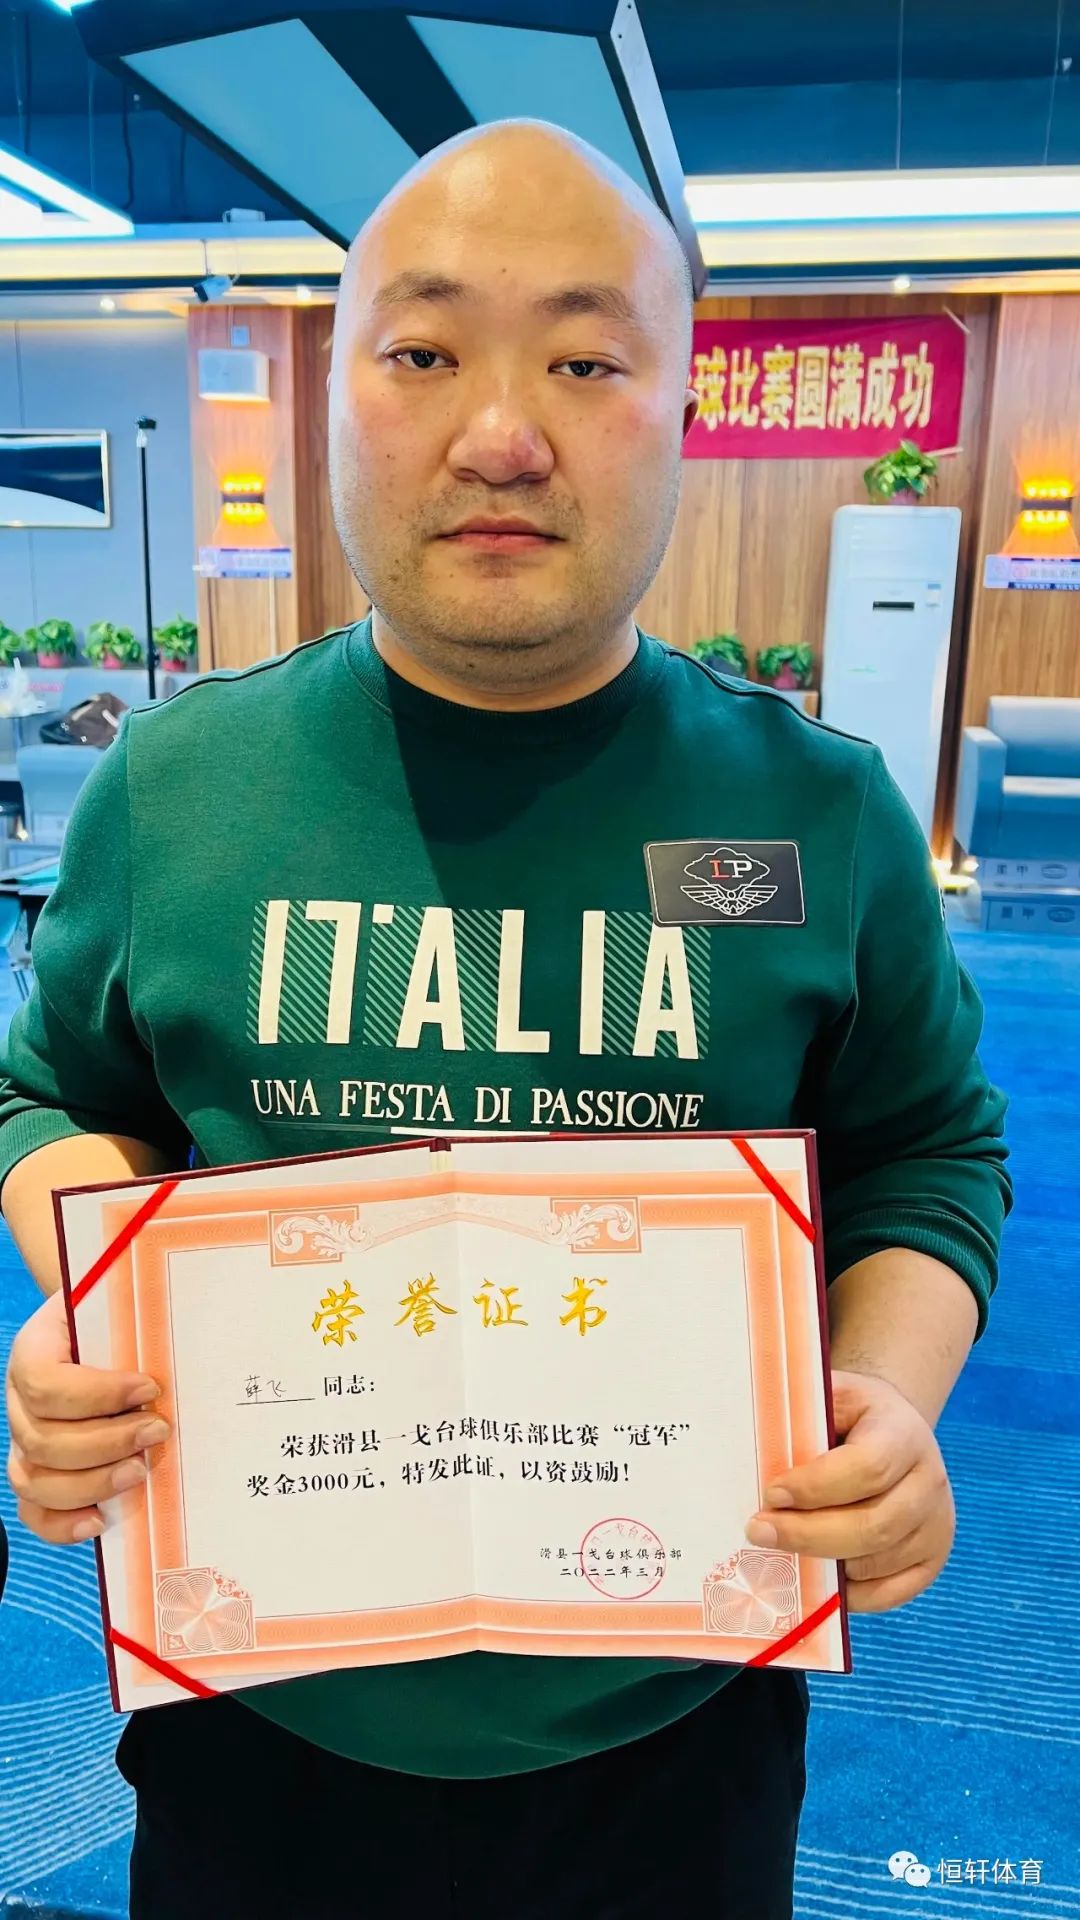 球比赛圆满成功
LP
ITALIA
UNA FESTA DI PASSIONE
荣誉证书
薛飞 同志：
荣获滑县一戈台球俱乐部比赛“冠军”
奖金3000元，特发此证，以资鼓励！
滑县一戈台球俱乐部
二〇二二年三月
恒轩体育